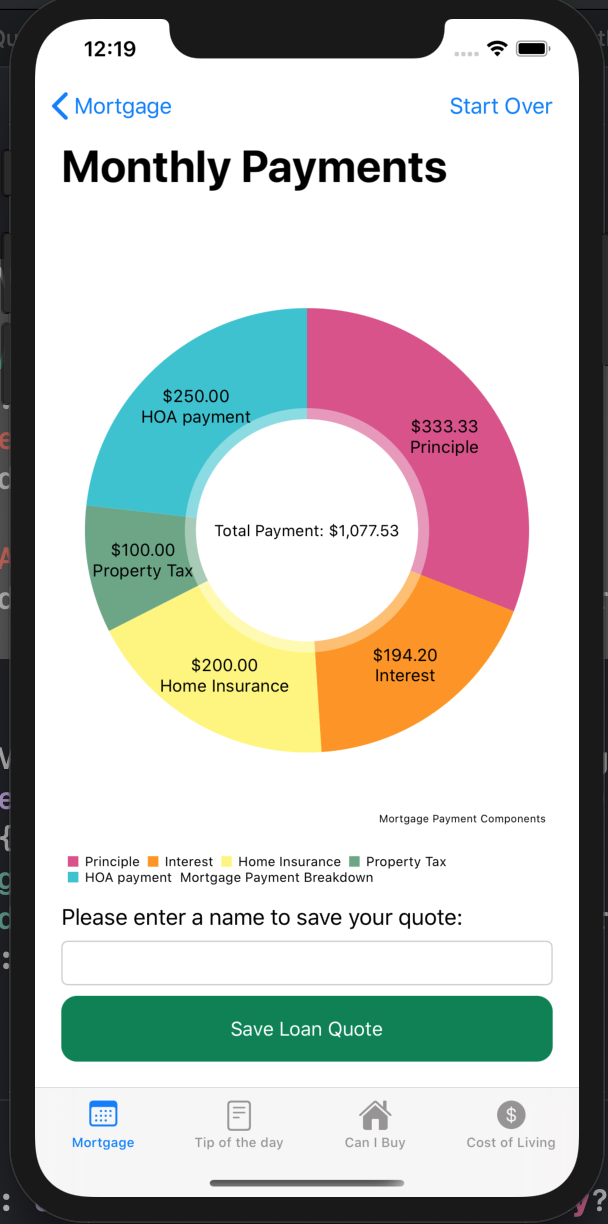 12:19
Mortgage
Start Over
Monthly Payments
$250.00
HOA payment
$333.33
Principle
Total Payment: $1,077.53
$100.00
Property Tax
$200.00
Home Insurance
$194.20
Interest
Mortgage Payment Components
Principle Interest Home Insurance Property Tax
HOA payment Mortgage Payment Breakdown
Please enter a name to save your quote:
Save Loan Quote
Mortgage
Tip of the day
Can I Buy
Cost of Living